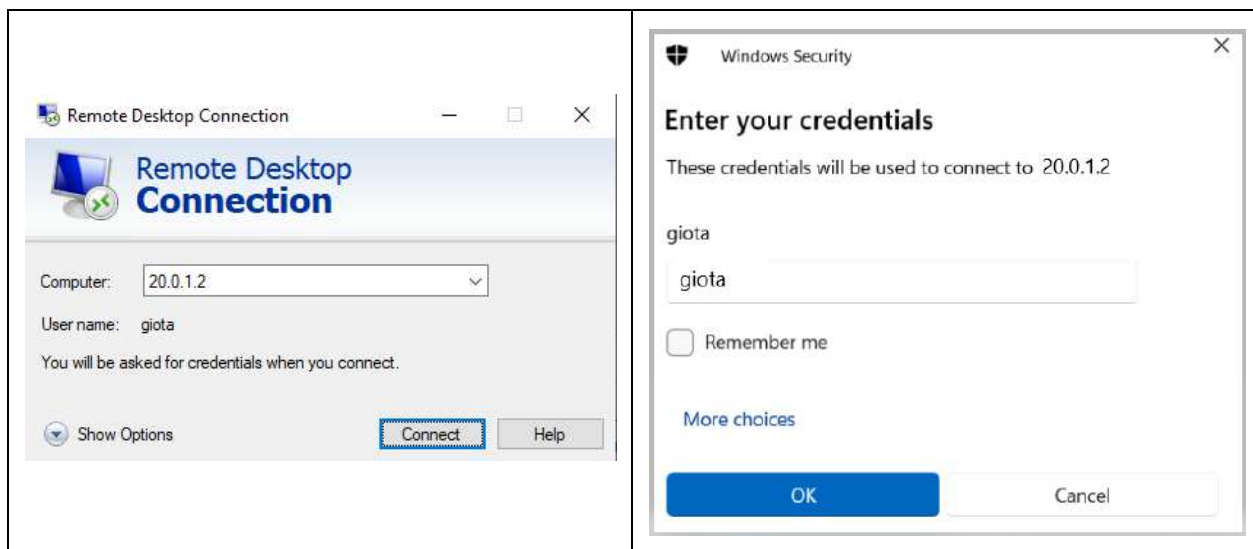 Remote Desktop Connection
Remote Desktop
Connection
Computer: 20.0.1.2
User name: giota
You will be asked for credentials when you connect.
Show Options
Connect
Help
Windows Security
Enter your credentials
These credentials will be used to connect to 20.0.1.2
giota
giota
Remember me
More choices
OK
Cancel